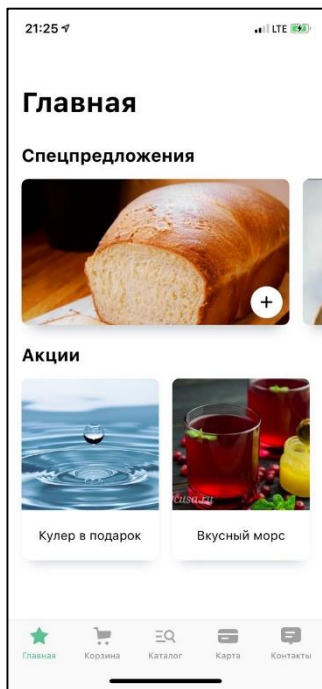 21:25
LTE
Главная
Спецпредложения
Акции
Кулер в подарок
Вкусный морс
Главная
Корзина
Каталог
Карта
Контакты